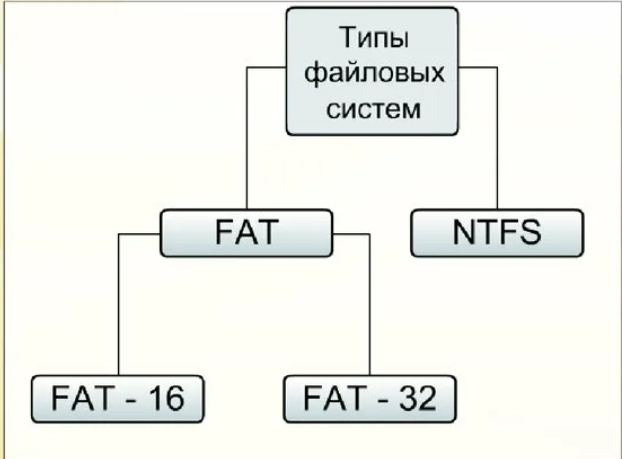 Типы
файловых
систем
FAT
NTFS
FAT - 16
FAT - 32